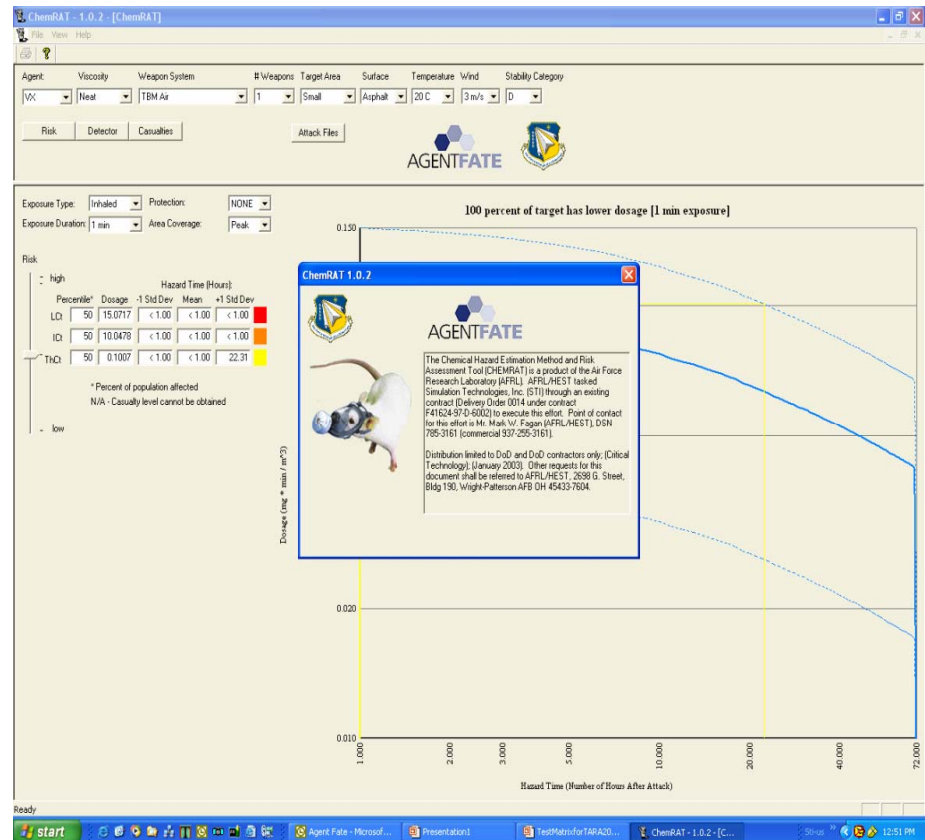 ChemRAT - 1.0.2 - [ChemRAT]
File View Help
Agent: Viscosity Weapon System # Weapons Target Area Surface Temperature Wind Stability Category
VX Neat TBM Air 1 Small Asphalt 20 C 3 m/s D
Risk Detector Casualties Attack Files
AGENTFATE
Exposure Type: Inhaled Protection: NONE
Exposure Duration: 1 min Area Coverage: Peak
Risk
high
Hazard Time (Hours):
Percentile* Dosage -1 Std Dev Mean +1 Std Dev
LCt 50 15.0717 < 1.00 < 1.00 < 1.00
ICt 50 10.0478 < 1.00 < 1.00 < 1.00
ThCt 50 0.1007 < 1.00 < 1.00 22.31
* Percent of population affected
N/A - Casualty level cannot be obtained
low
100 percent of target has lower dosage [1 min exposure]
0.130
Dosage (mg * min / m^3)
0.020
0.010
1.000 2.000 3.000 5.000 10.000 20.000 40.000 72.000
Hazard Time (Number of Hours After Attack)
ChemRAT 1.0.2
AGENTFATE
The Chemical Hazard Estimation Method and Risk
Assessment Tool (CHEMRAT) is a product of the Air Force
Research Laboratory (AFRL). AFRL/HEST tasked
Simulation Technologies, Inc. (STI) through an existing
contract (Delivery Order 0014 under contract
F41624-97-D-6002) to execute this effort. Point of contact
for this effort is Mr. Mark W. Fagan (AFRL/HEST), DSN
785-3161 (commercial 937-255-3161).
Distribution limited to DoD and DoD contractors only; (Critical
Technology); (January 2003). Other requests for this
document shall be referred to AFRL/HEST, 2698 G. Street,
Bldg 190, Wright-Patterson AFB OH 45433-7604.
Ready
start Agent Fate - Microsof... Presentation1 TestMatrixforTARA20... ChemRAT - 1.0.2 - [C... 12:51 PM